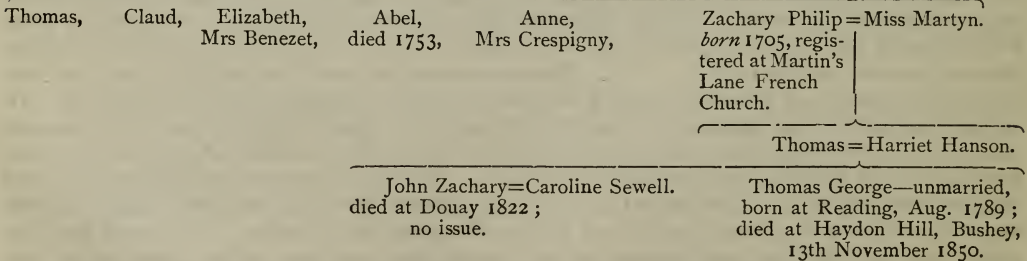 Thomas, Claud, Elizabeth, Abel, Anne, Zachary Philip = Miss Martyn.
Mrs Benezet, died 1753, Mrs Crespigny, born 1705, regis-
tered at Martin's
Lane French
Church.
Thomas = Harriet Hanson.
John Zachary = Caroline Sewell. Thomas George—unmarried,
died at Douay 1822; born at Reading, Aug. 1789;
no issue. died at Haydon Hill, Bushey,
13th November 1850.